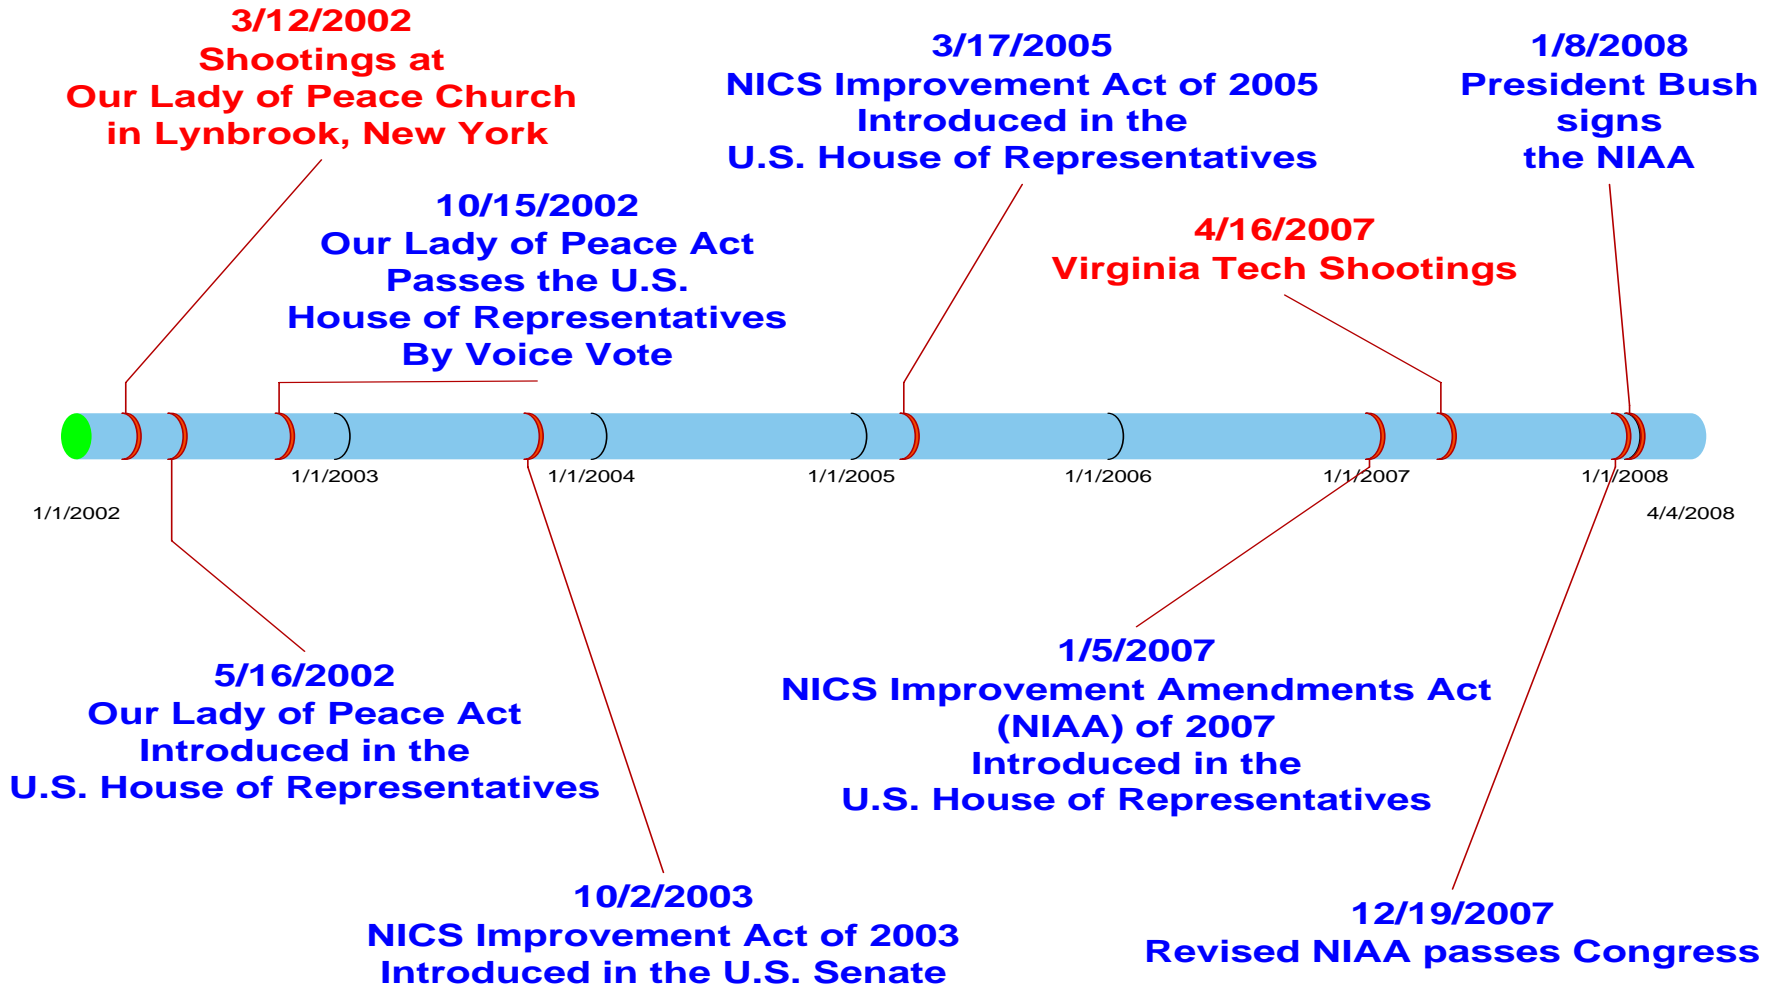 3/12/2002
Shootings at
Our Lady of Peace Church
in Lynbrook, New York
3/17/2005
NICS Improvement Act of 2005
Introduced in the
U.S. House of Representatives
1/8/2008
President Bush
signs
the NIAA
10/15/2002
Our Lady of Peace Act
Passes the U.S.
House of Representatives
By Voice Vote
4/16/2007
Virginia Tech Shootings
1/1/2003
1/1/2004
1/1/2005
1/1/2006
1/1/2007
1/1/2008
1/1/2002
4/4/2008
5/16/2002
Our Lady of Peace Act
Introduced in the
U.S. House of Representatives
1/5/2007
NICS Improvement Amendments Act
(NIAA) of 2007
Introduced in the
U.S. House of Representatives
10/2/2003
NICS Improvement Act of 2003
Introduced in the U.S. Senate
12/19/2007
Revised NIAA passes Congress